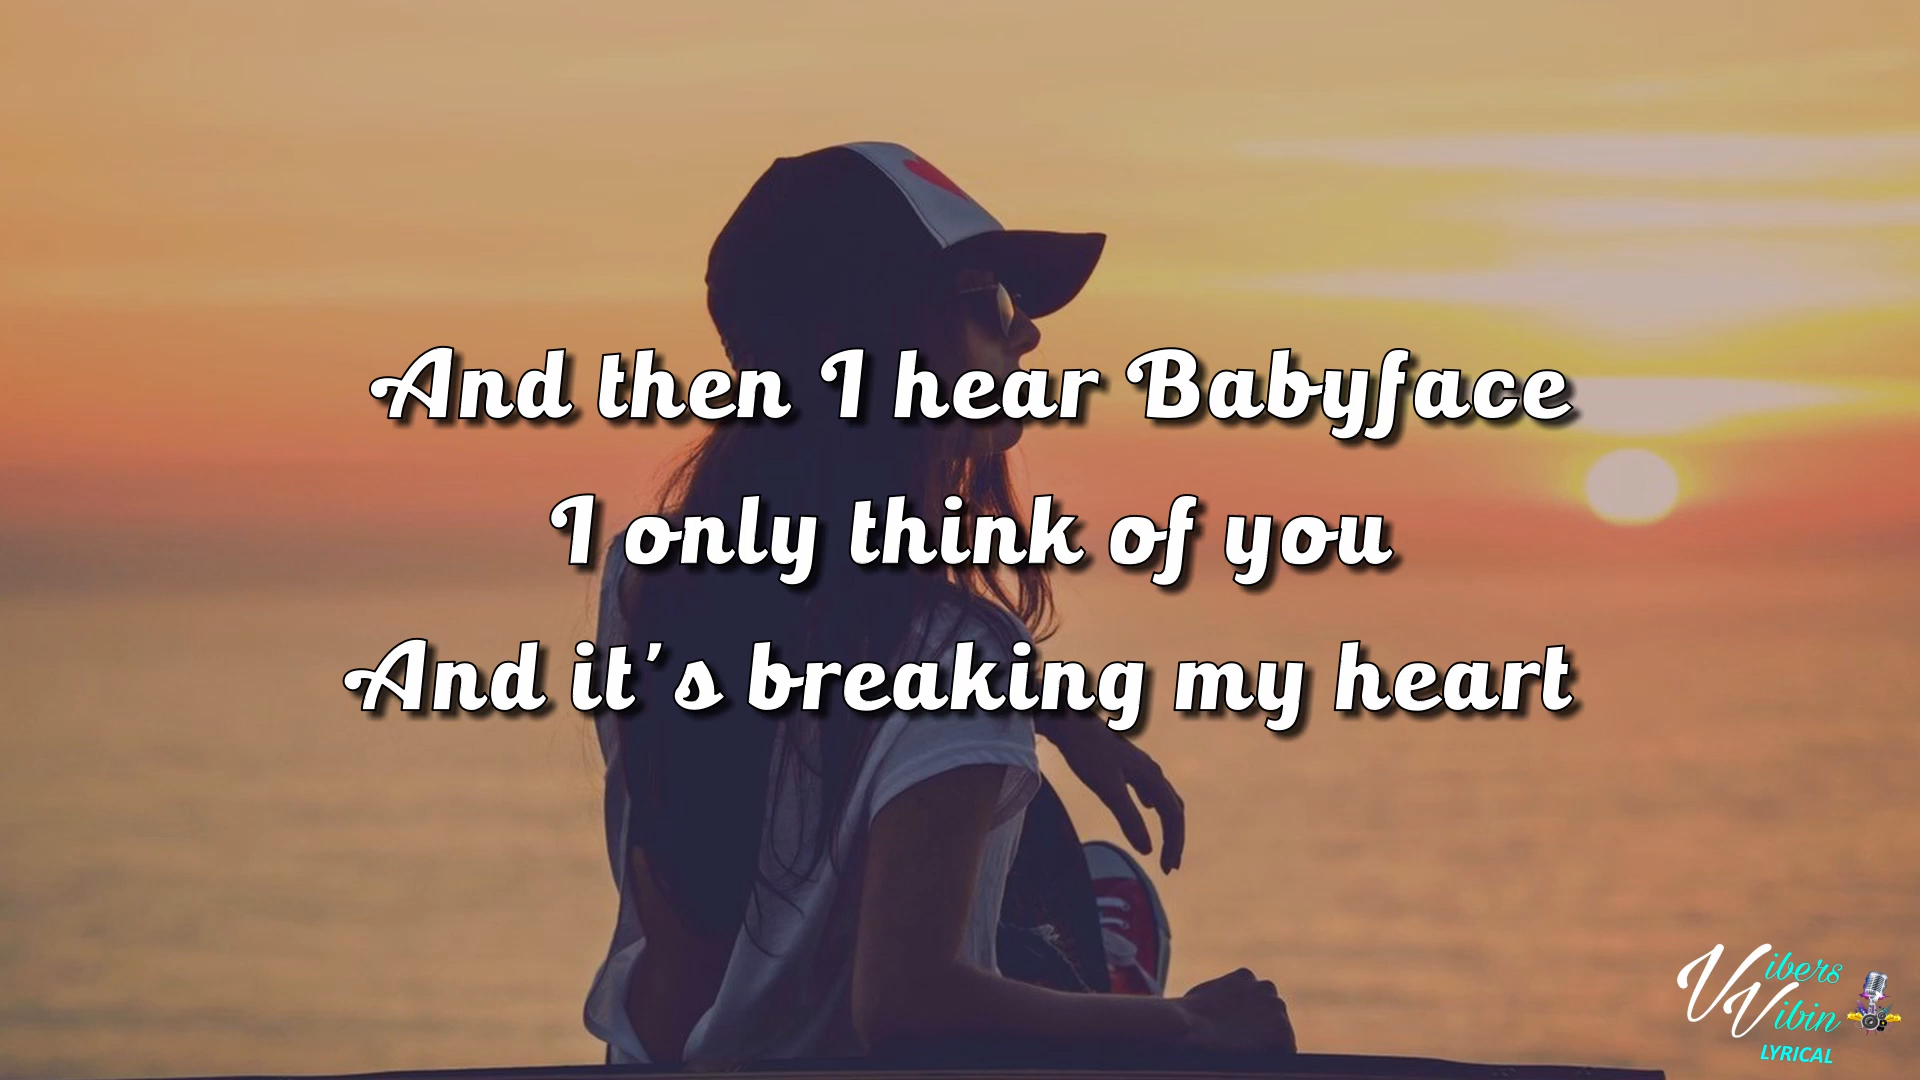 And then I hear Babyface
I only think of you
And it's breaking my heart
Vibers
Vibin
LYRICAL